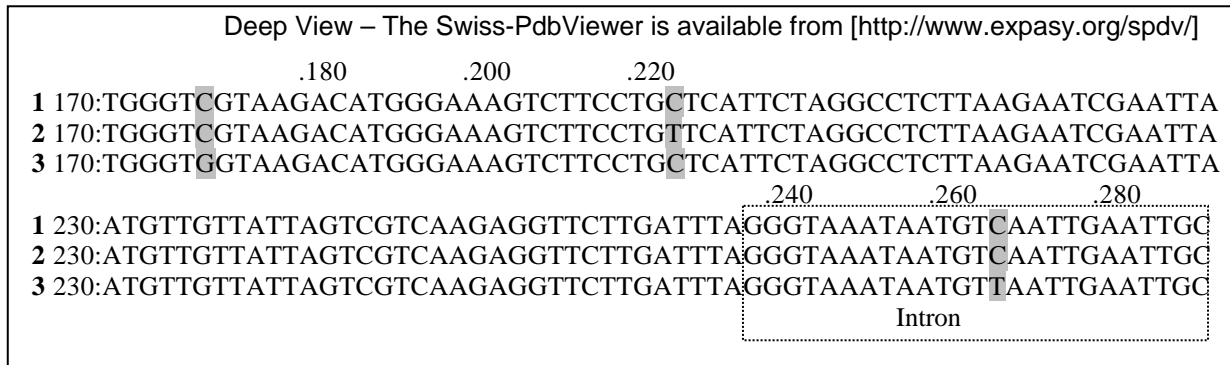 Deep View – The Swiss-PdbViewer is available from [http://www.expasy.org/spdv/]
.180 .200 .220
1 170:TGGGTCGTAAGACATGGGAAAGTCTTCCTGCTCATTCTAGGCCTCTTAAGAATCGAATTA
2 170:TGGGTCGTAAGACATGGGAAAGTCTTCCTGTTCATTCTAGGCCTCTTAAGAATCGAATTA
3 170:TGGGTGGTAAGACATGGGAAAGTCTTCCTGCTCATTCTAGGCCTCTTAAGAATCGAATTA
.240 .260 .280
1 230:ATGTTGTTATTAGTCGTCAAGAGGTTCTTGATTTAGGGTAAATAATGTCAATTGAATTGC
2 230:ATGTTGTTATTAGTCGTCAAGAGGTTCTTGATTTAGGGTAAATAATGTCAATTGAATTGC
3 230:ATGTTGTTATTAGTCGTCAAGAGGTTCTTGATTTAGGGTAAATAATGTTAATTGAATTGC
Intron